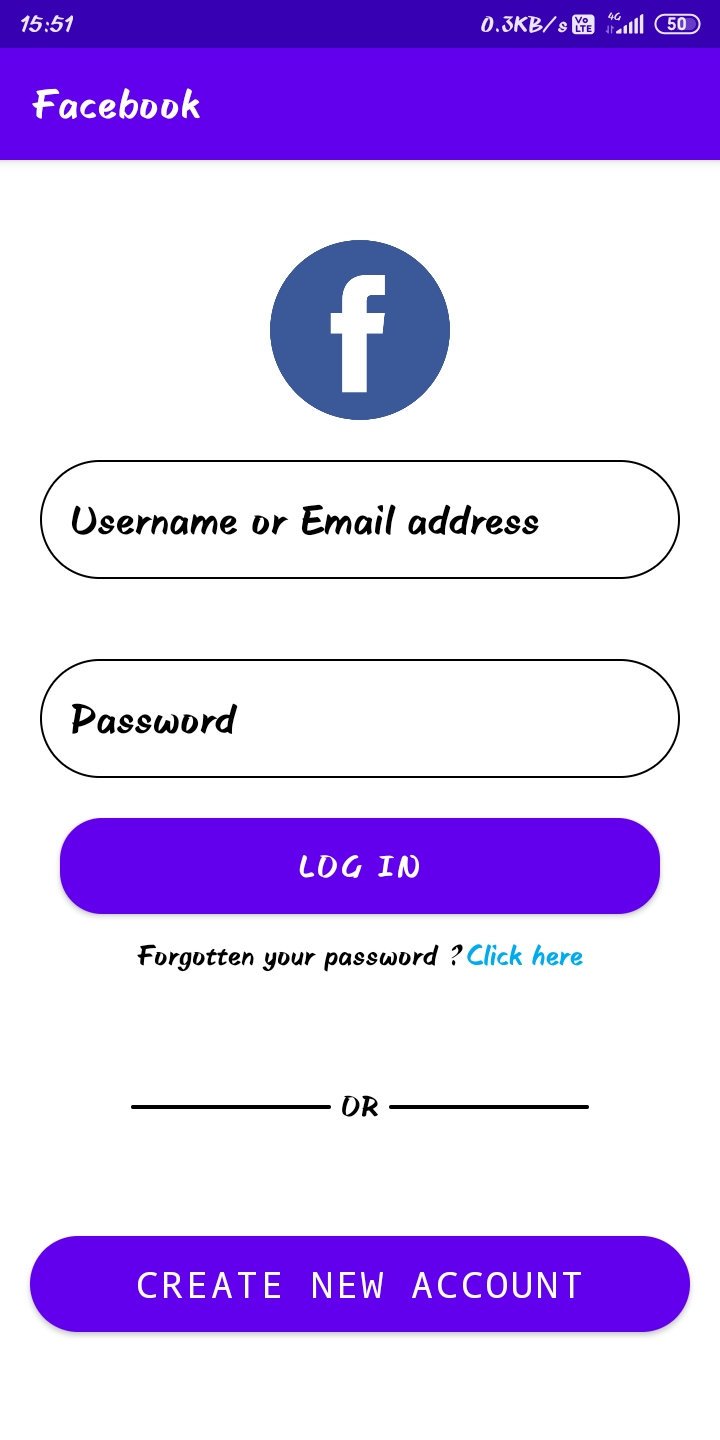 15:51 0.3KB/s Vo LTE 4G 50
Facebook
f
Username or Email address
Password
LOG IN
Forgotten your password ? Click here
OR
CREATE NEW ACCOUNT